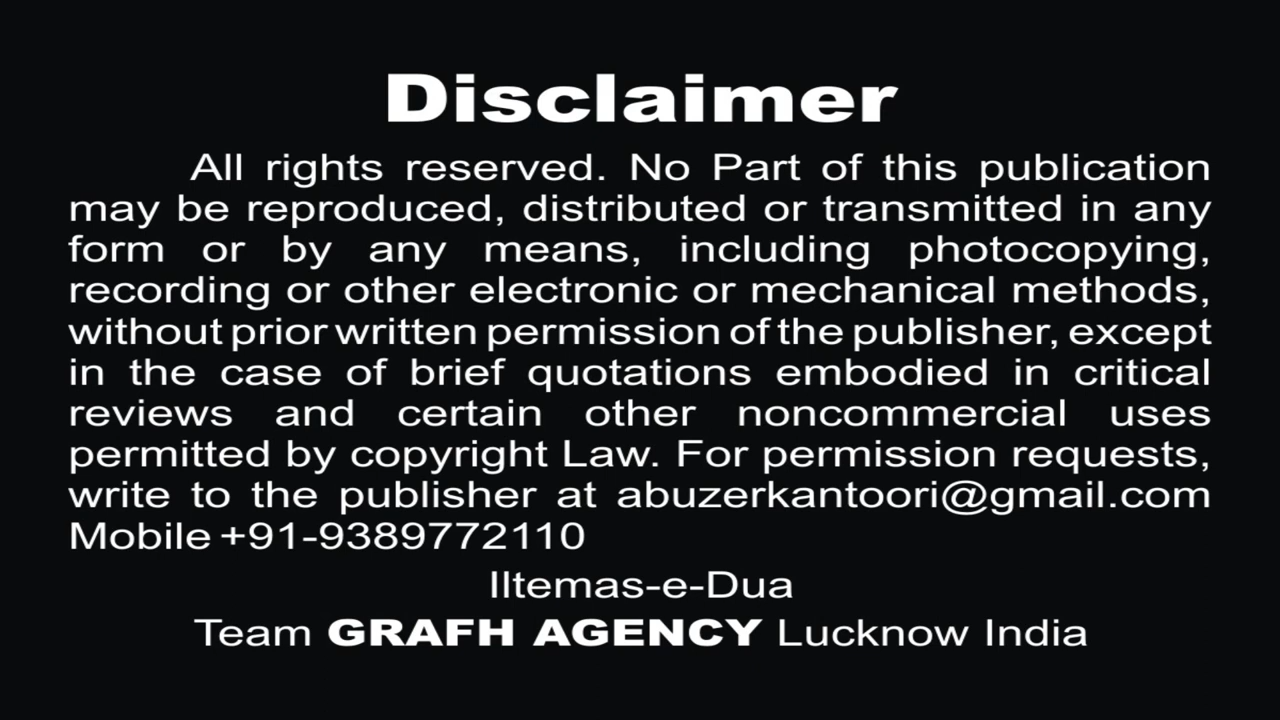 Disclaimer
All rights reserved. No Part of this publication
may be reproduced, distributed or transmitted in any
form or by any means, including photocopying,
recording or other electronic or mechanical methods,
without prior written permission of the publisher, except
in the case of brief quotations embodied in critical
reviews and certain other noncommercial uses
permitted by copyright Law. For permission requests,
write to the publisher at abuzerkantoori@gmail.com
Mobile +91-9389772110
Iltemas-e-Dua
Team GRAFH AGENCY Lucknow India